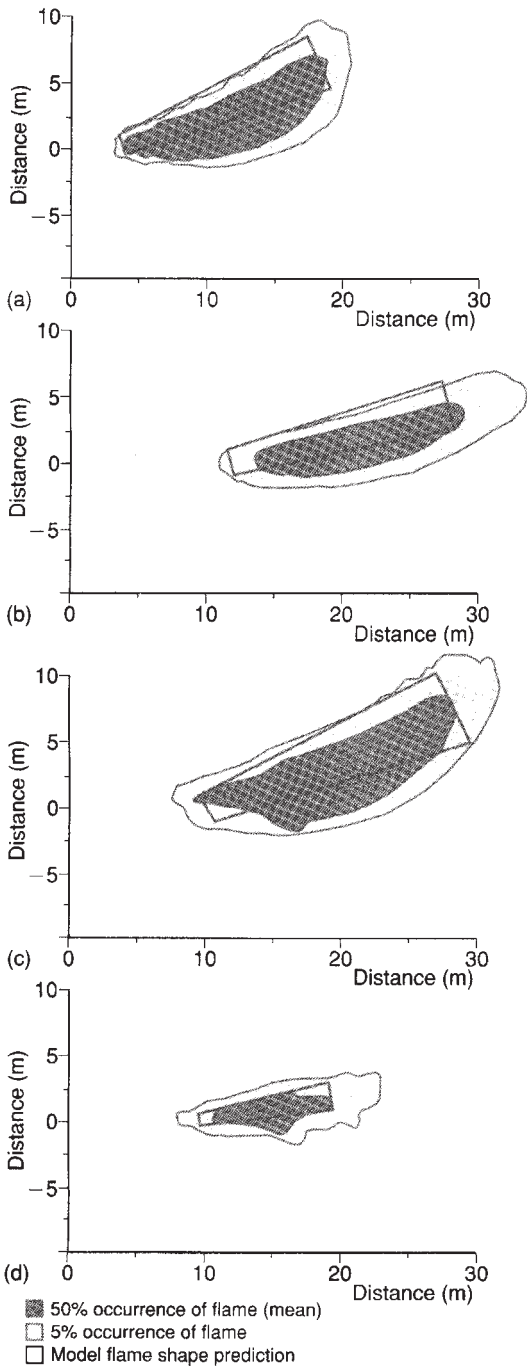 10
5
0
−5
Distance (m)
(a)
0 10 20 30
Distance (m)
10
5
0
−5
Distance (m)
(b)
0 10 20 30
Distance (m)
10
5
0
−5
Distance (m)
(c)
0 10 20 30
Distance (m)
10
5
0
−5
Distance (m)
(d)
0 10 20 30
Distance (m)
50% occurrence of flame (mean)
5% occurrence of flame
Model flame shape prediction